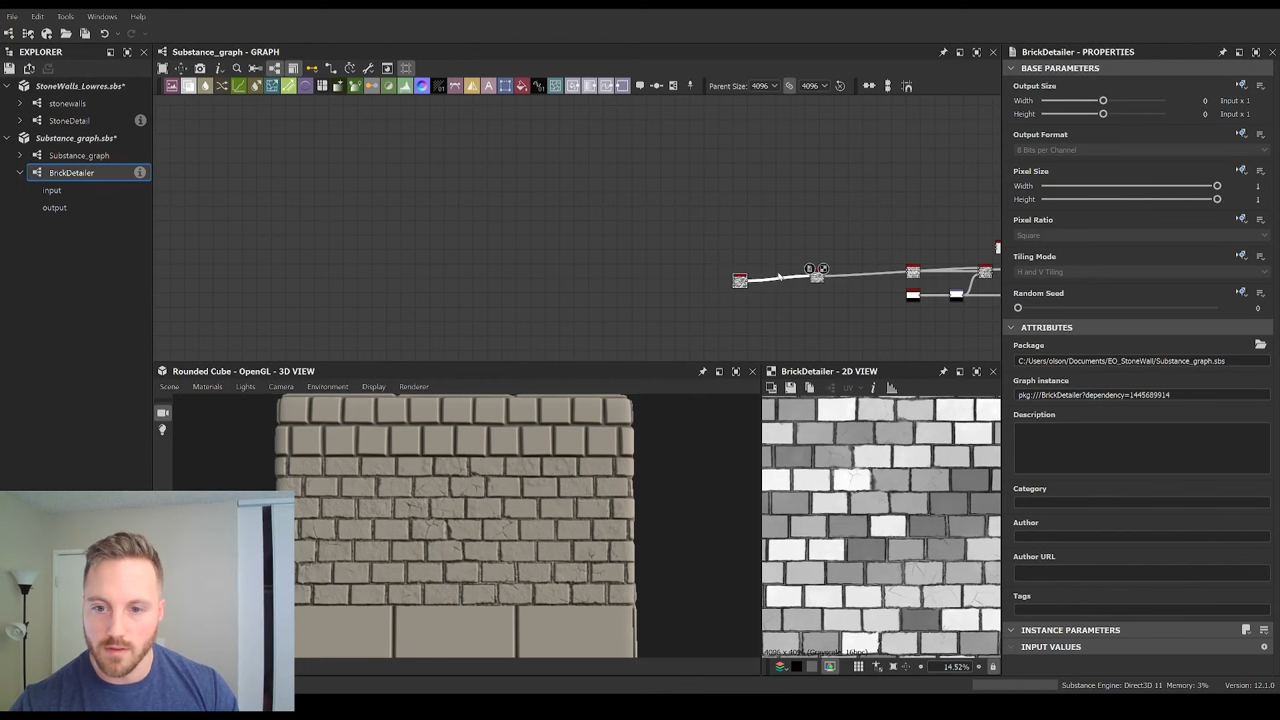 File Edit Tools Windows Help
EXPLORER
StoneWalls_Lowres.sbs*
stonewalls
StoneDetail
Substance_graph.sbs*
Substance_graph
BrickDetailer
input
output
Substance_graph - GRAPH
Parent Size: 4096 4096
Rounded Cube - OpenGL - 3D VIEW
Scene Materials Lights Camera Environment Display Renderer
BrickDetailer - 2D VIEW
UV
4096 x 4096 (Grayscale, 16bpc)
14.52%
BrickDetailer - PROPERTIES
BASE PARAMETERS
Output Size
Width 0 Input x 1
Height 0 Input x 1
Output Format
8 Bits per Channel
Pixel Size
Width 1
Height 1
Pixel Ratio
Square
Tiling Mode
H and V Tiling
Random Seed
0
ATTRIBUTES
Package
C:/Users/olson/Documents/EO_StoneWall/Substance_graph.sbs
Graph instance
pkg:///BrickDetailer?dependency=1445689914
Description
Category
Author
Author URL
Tags
INSTANCE PARAMETERS
INPUT VALUES
Substance Engine: Direct3D 11 Memory: 3% Version: 12.1.0